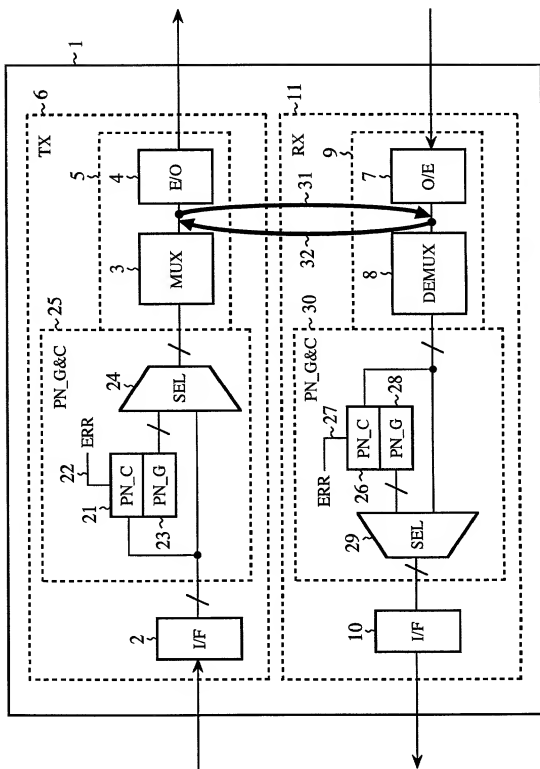 1
6
TX
5
4
E/O
3
MUX
25
PN_G&C
24
SEL
ERR
22
21
PN_C
PN_G
23
2
I/F
31
32
11
RX
9
7
O/E
8
DEMUX
30
PN_G&C
28
27
ERR
PN_C
PN_G
26
29
SEL
10
I/F